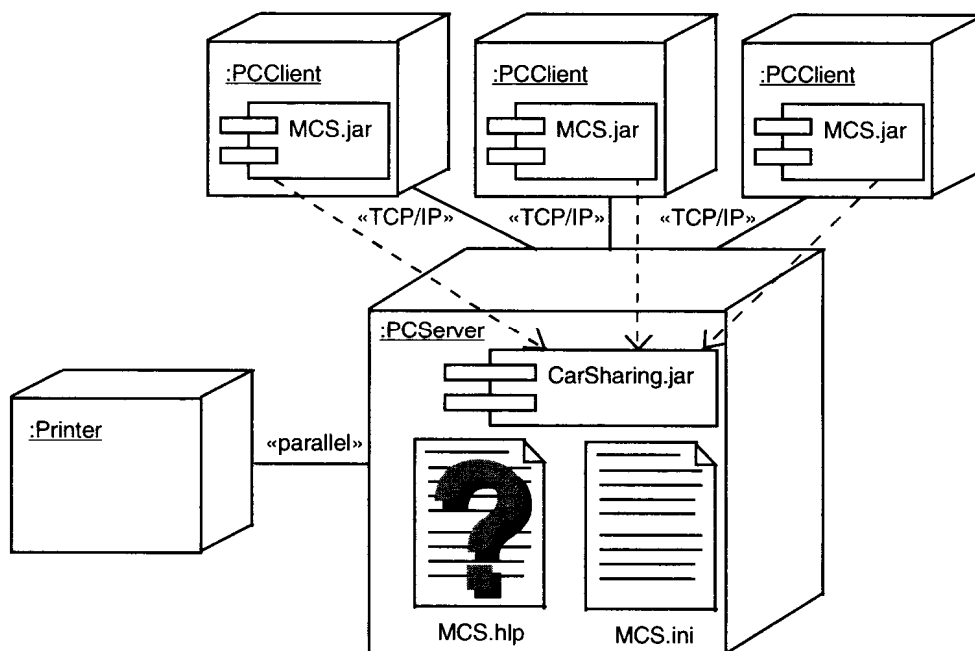 :PCClient
MCS.jar
:PCClient
MCS.jar
:PCClient
MCS.jar
«TCP/IP»
«TCP/IP»
«TCP/IP»
:PCServer
CarSharing.jar
:Printer
«parallel»
?
MCS.hlp
MCS.ini